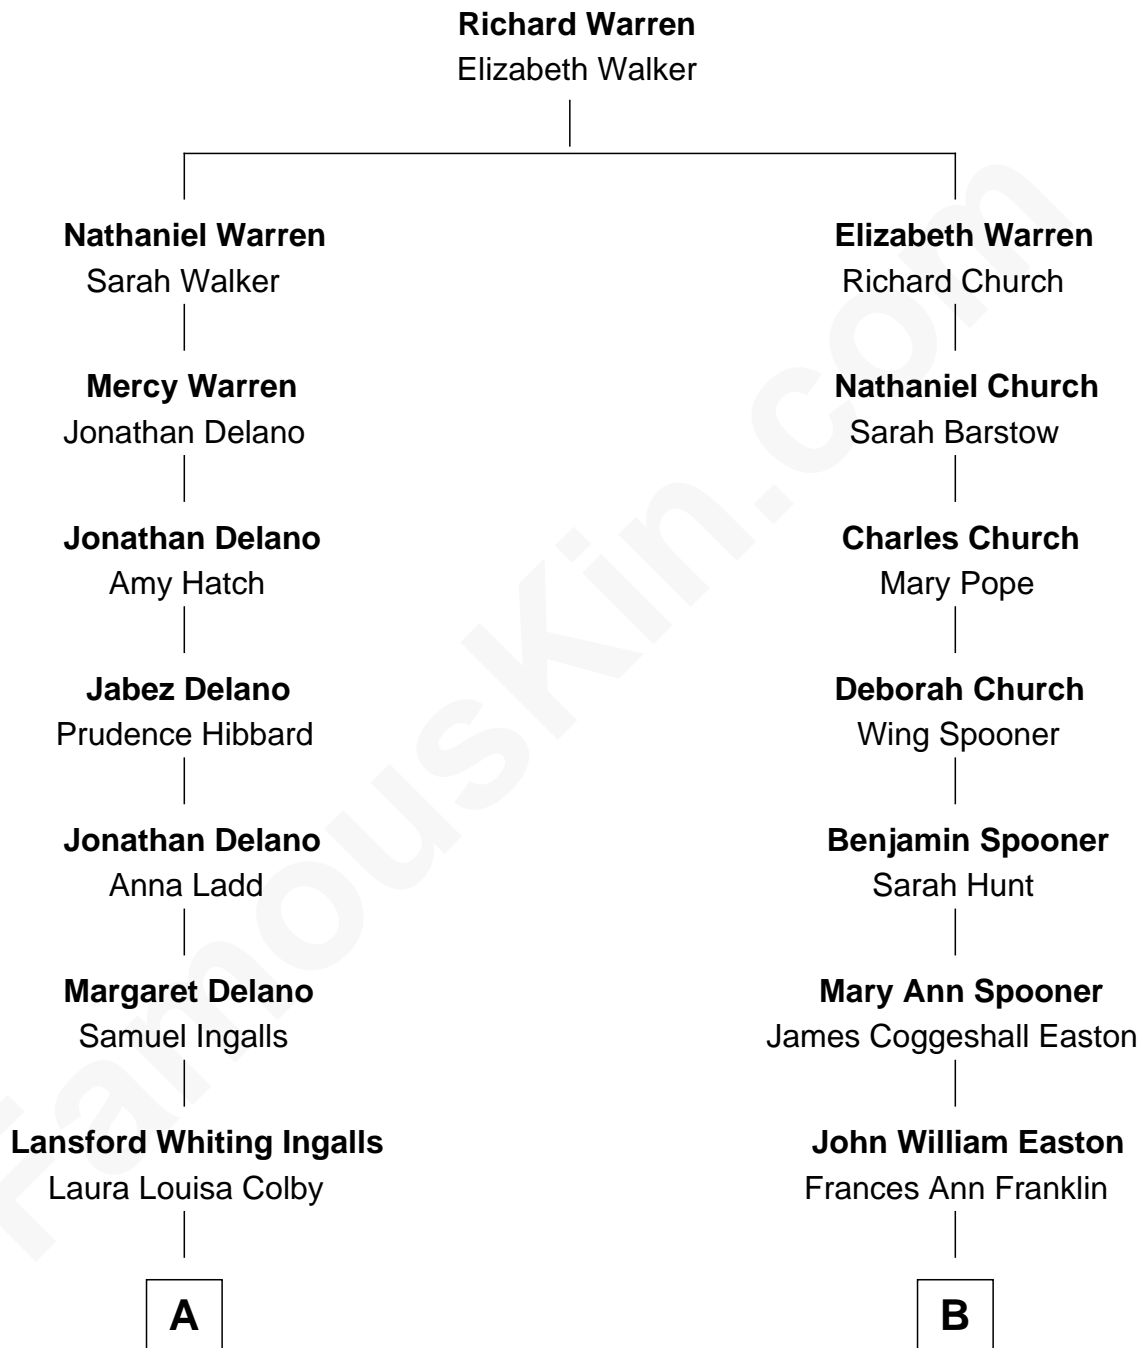 Richard Warren
Elizabeth Walker
Nathaniel Warren
Sarah Walker
Mercy Warren
Jonathan Delano
Jonathan Delano
Amy Hatch
Jabez Delano
Prudence Hibbard
Jonathan Delano
Anna Ladd
Margaret Delano
Samuel Ingalls
Lansford Whiting Ingalls
Laura Louisa Colby
A
Elizabeth Warren
Richard Church
Nathaniel Church
Sarah Barstow
Charles Church
Mary Pope
Deborah Church
Wing Spooner
Benjamin Spooner
Sarah Hunt
Mary Ann Spooner
James Coggeshall Easton
John William Easton
Frances Ann Franklin
B
FamousKin.com